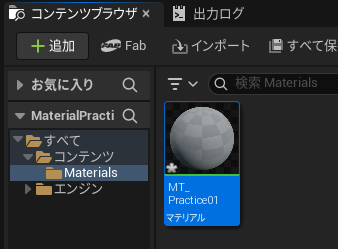 コンテンツブラウザ × 出力ログ
追加 Fab インポート すべて保
お気に入り
MaterialPracti
すべて
コンテンツ
Materials
エンジン
検索 Materials
MT_
Practice01
マテリアル